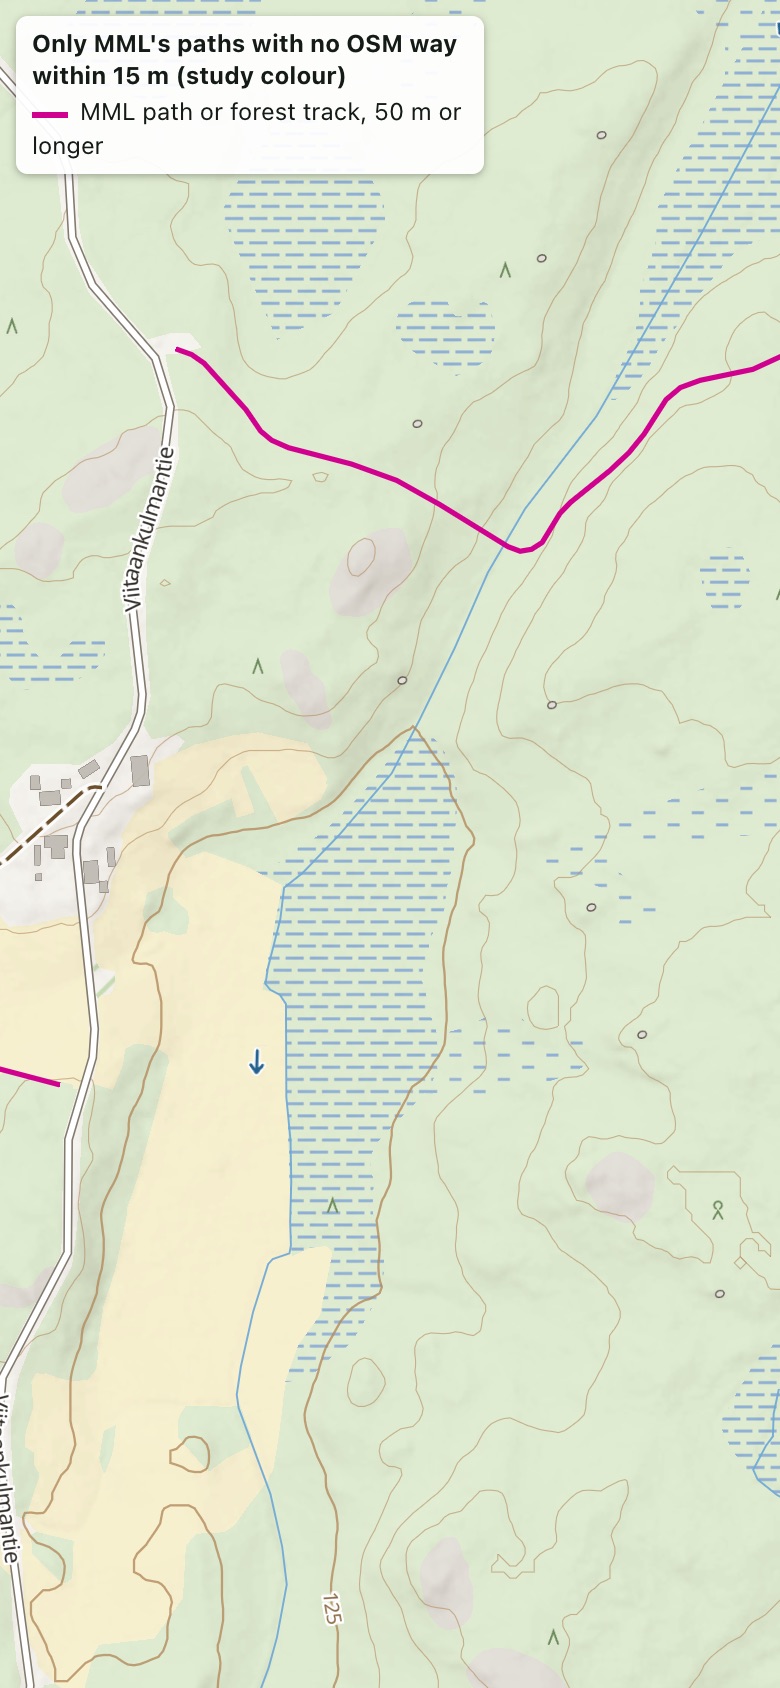 Only MML's paths with no OSM way
within 15 m (study colour)
MML path or forest track, 50 m or
longer
Viitaankulmantie
Viitaankulmantie
125